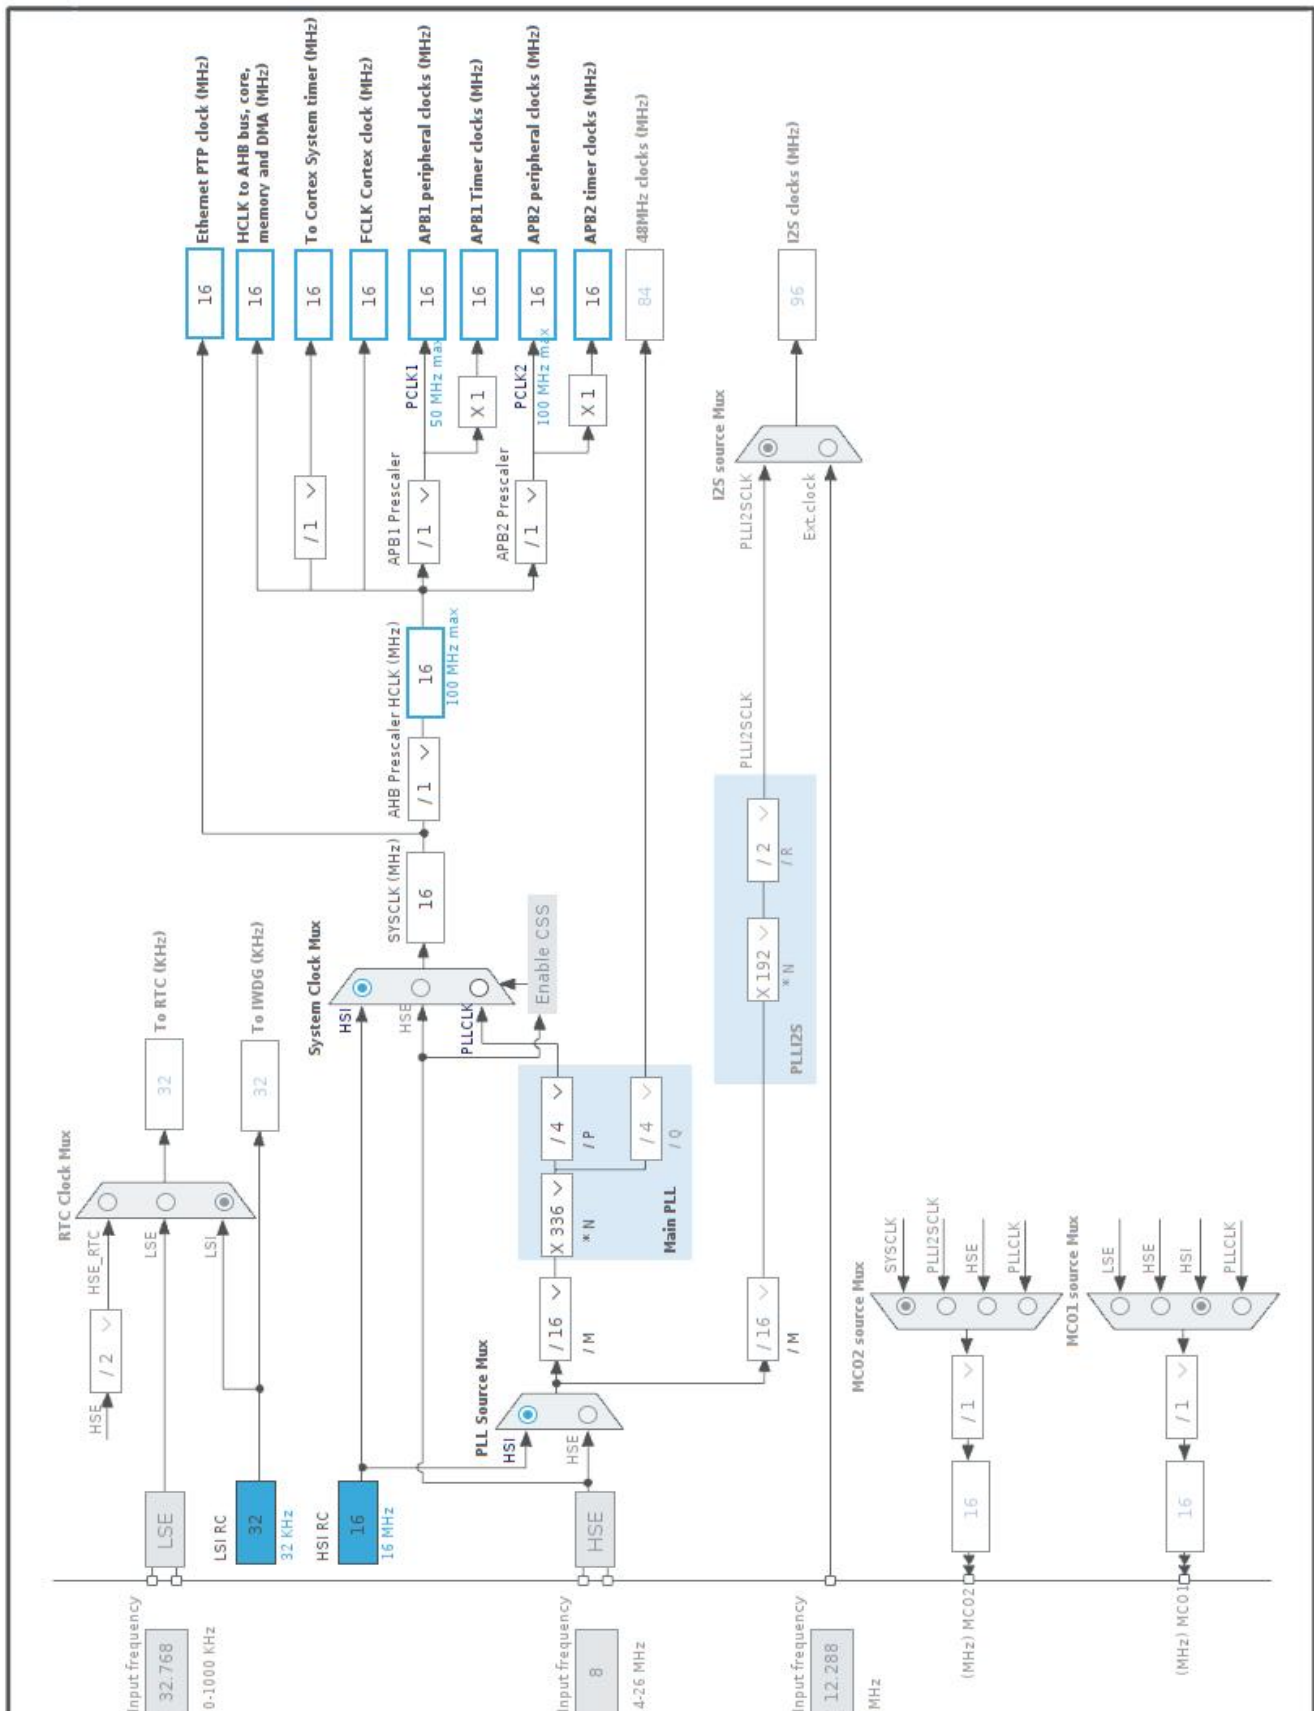 Input frequency
32.768
0-1000 KHz
LSE
HSE
/ 2
HSE_RTC
LSE
LSI
RTC Clock Mux
32
To RTC (KHz)
LSI RC
32
32 KHz
32
To IWDG (KHz)
HSI RC
16
16 MHz
System Clock Mux
HSI
HSE
PLLCLK
Enable CSS
SYSCLK (MHz)
16
AHB Prescaler
/ 1
HCLK (MHz)
16
100 MHz max
16
Ethernet PTP clock (MHz)
16
HCLK to AHB bus, core,
memory and DMA (MHz)
/ 1
16
To Cortex System timer (MHz)
16
FCLK Cortex clock (MHz)
APB1 Prescaler
/ 1
PCLK1
50 MHz max
16
APB1 peripheral clocks (MHz)
X 1
16
APB1 Timer clocks (MHz)
APB2 Prescaler
/ 1
PCLK2
100 MHz max
16
APB2 peripheral clocks (MHz)
X 1
16
APB2 timer clocks (MHz)
84
48MHz clocks (MHz)
Input frequency
8
4-26 MHz
HSE
PLL Source Mux
HSI
HSE
/ 16
/ M
X 336
* N
/ 4
/ P
/ 4
/ Q
Main PLL
/ 16
/ M
X 192
* N
/ 2
/ R
PLLI2S
PLLI2SCLK
PLLI2SCLK
I2S source Mux
Ext.clock
96
I2S clocks (MHz)
Input frequency
12.288
MHz
MCO2 source Mux
SYSCLK
PLLI2SCLK
HSE
PLLCLK
/ 1
16
(MHz) MCO2
MCO1 source Mux
LSE
HSE
HSI
PLLCLK
/ 1
16
(MHz) MCO1